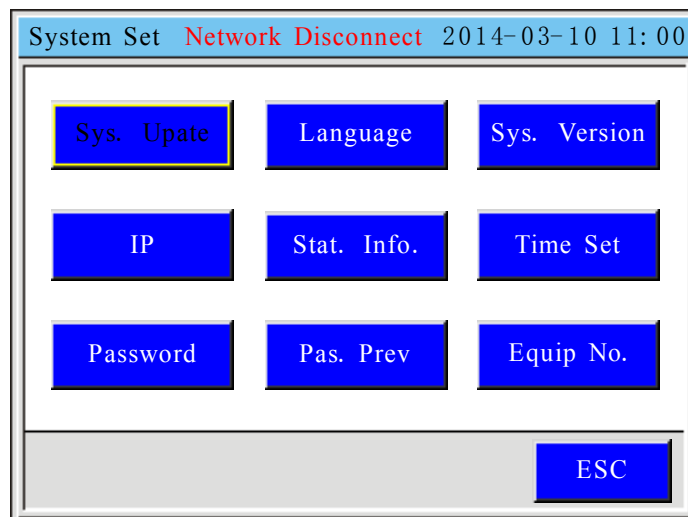 System Set Network Disconnect 2014-03-10 11:00
Sys. Upate Language Sys. Version
IP Stat. Info. Time Set
Password Pas. Prev Equip No.
ESC